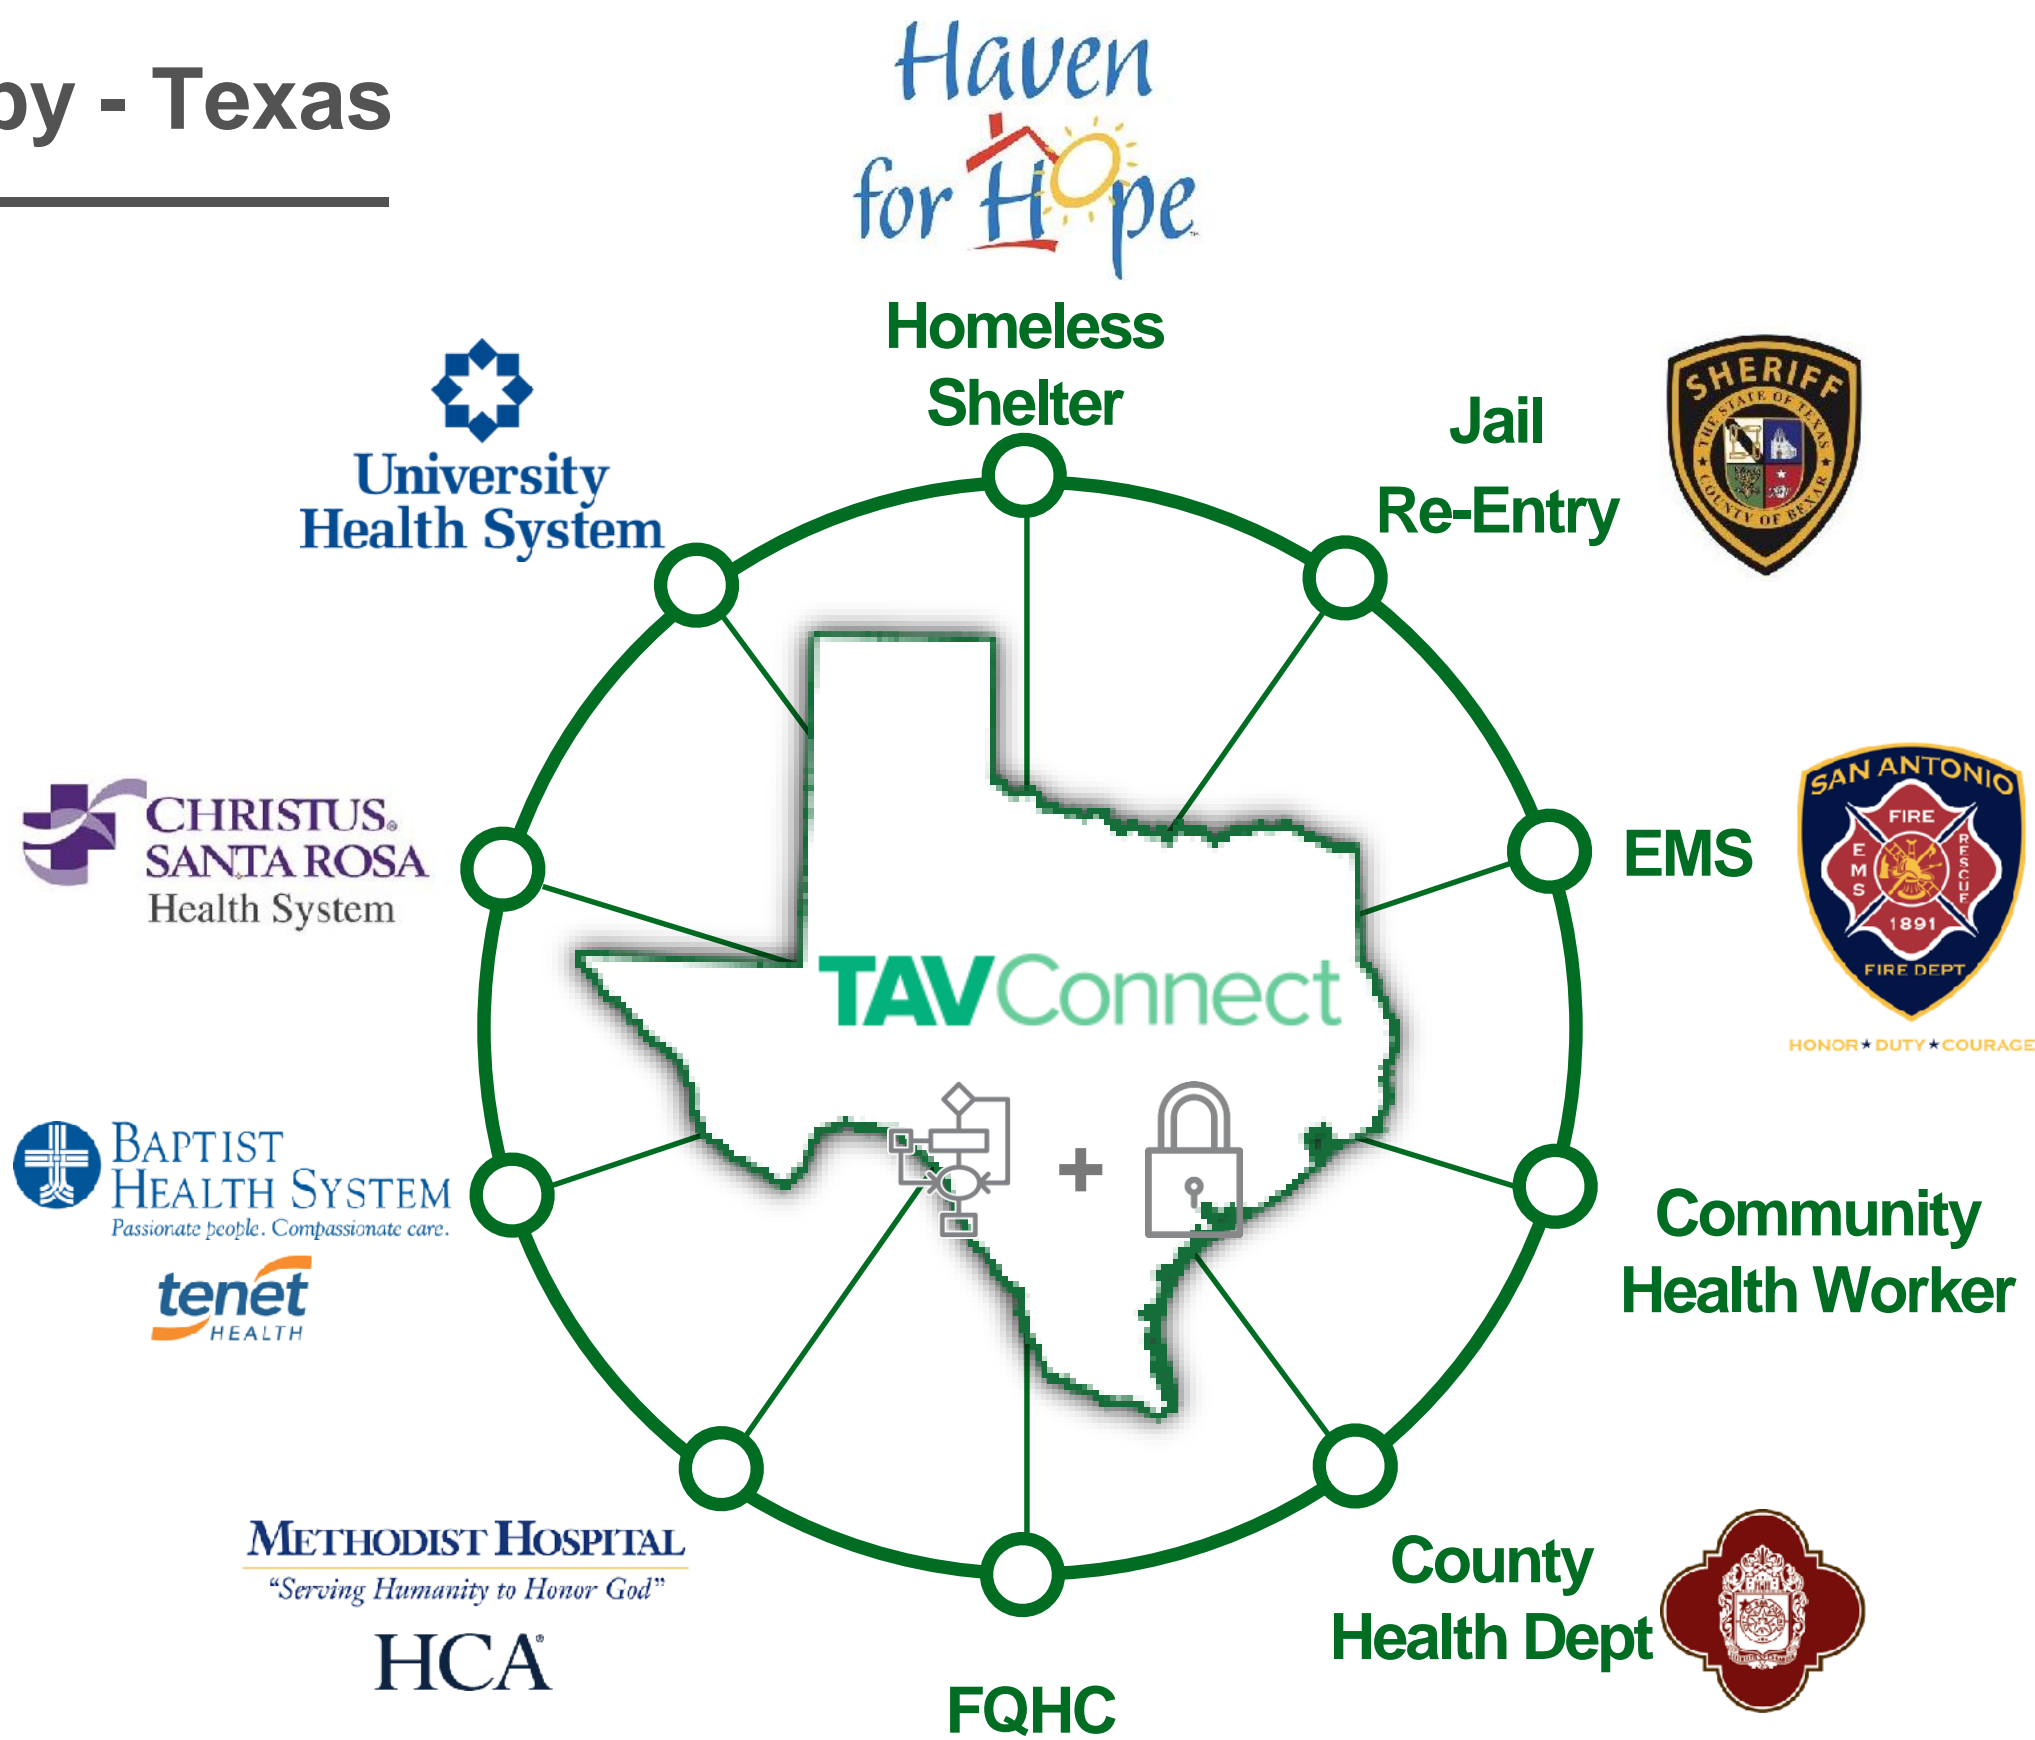 by - Texas
Haven
for Hope
Homeless
Shelter
University
Health System
Jail
Re-Entry
SHERIFF
THE STATE OF TEXAS
COUNTY OF BEXAR
CHRISTUS®
SANTA ROSA
Health System
EMS
SAN ANTONIO
FIRE
EMS
RESCUE
1891
FIRE DEPT
HONOR★DUTY★COURAGE
TAVConnect
+
BAPTIST
HEALTH SYSTEM
Passionate people. Compassionate care.
tenet
HEALTH
Community
Health Worker
METHODIST HOSPITAL
“Serving Humanity to Honor God”
HCA®
County
Health Dept
FQHC